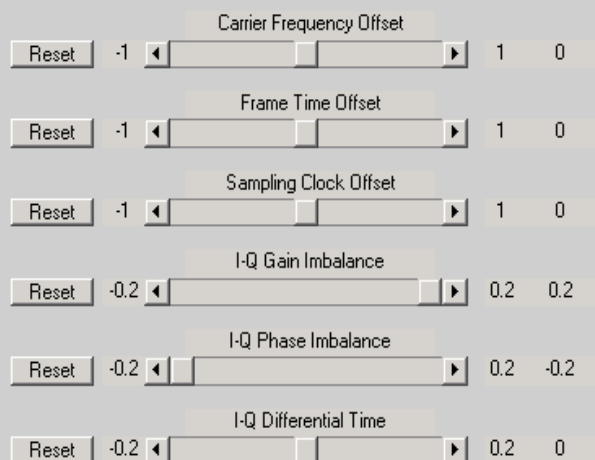 Carrier Frequency Offset
Reset -1 1 0
Frame Time Offset
Reset -1 1 0
Sampling Clock Offset
Reset -1 1 0
I-Q Gain Imbalance
Reset -0.2 0.2 0.2
I-Q Phase Imbalance
Reset -0.2 0.2 -0.2
I-Q Differential Time
Reset -0.2 0.2 0